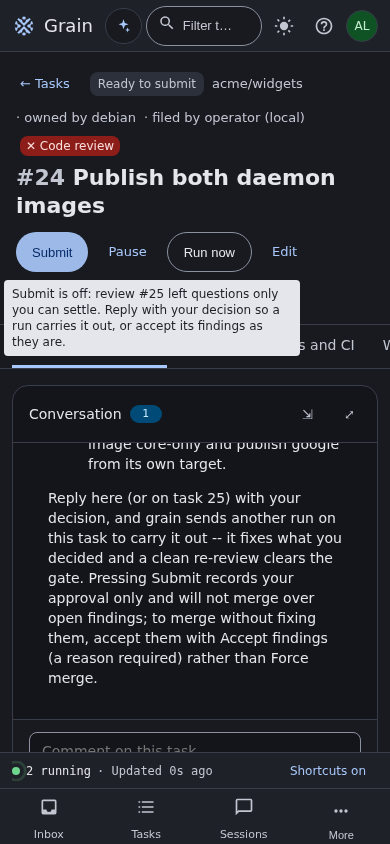 Grain
Filter t…
AL
← Tasks
Ready to submit
acme/widgets
· owned by debian · filed by operator (local)
✕ Code review
#24 Publish both daemon
images
Submit
Pause
Run now
Edit
Submit is off: review #25 left questions only
you can settle. Reply with your decision so a
run carries it out, or accept its findings as
they are.
s and CI
Conversation
1
image core-only and publish google
from its own target.
Reply here (or on task 25) with your
decision, and grain sends another run on
this task to carry it out -- it fixes what you
decided and a clean re-review clears the
gate. Pressing Submit records your
approval only and will not merge over
open findings; to merge without fixing
them, accept them with Accept findings
(a reason required) rather than Force
merge.
Comment on this task
2 running · Updated 0s ago
Shortcuts on
Inbox
Tasks
Sessions
More